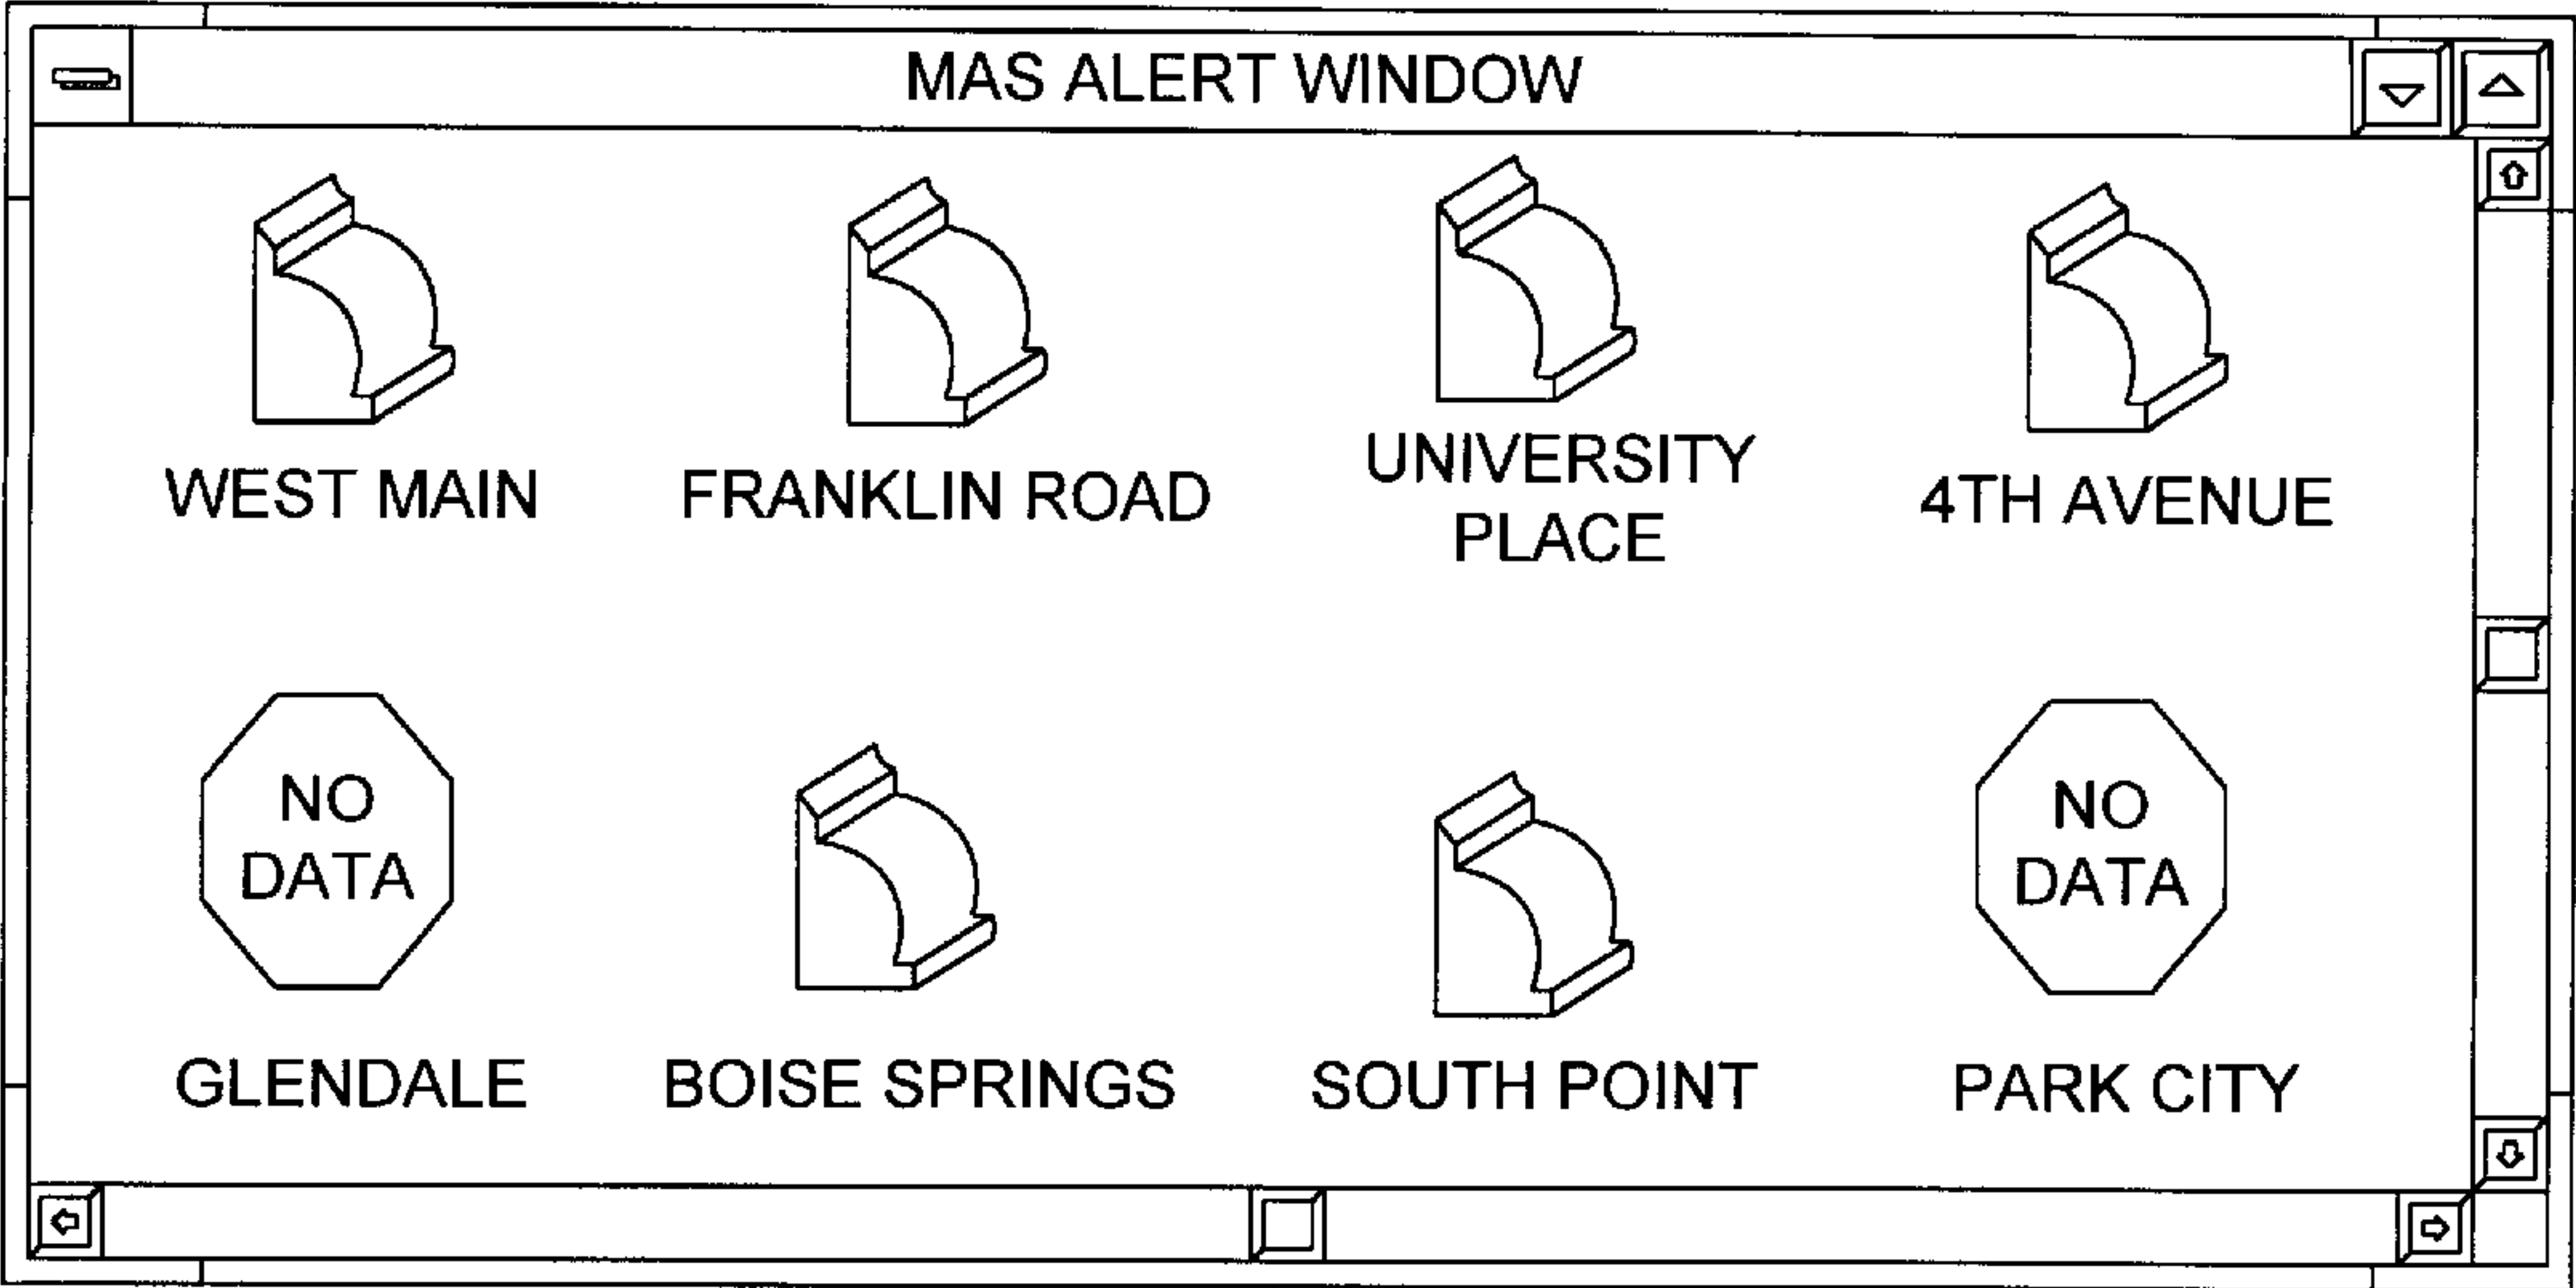 MAS ALERT WINDOW
WEST MAIN
FRANKLIN ROAD
UNIVERSITY
PLACE
4TH AVENUE
NO
DATA
GLENDALE
BOISE SPRINGS
SOUTH POINT
NO
DATA
PARK CITY